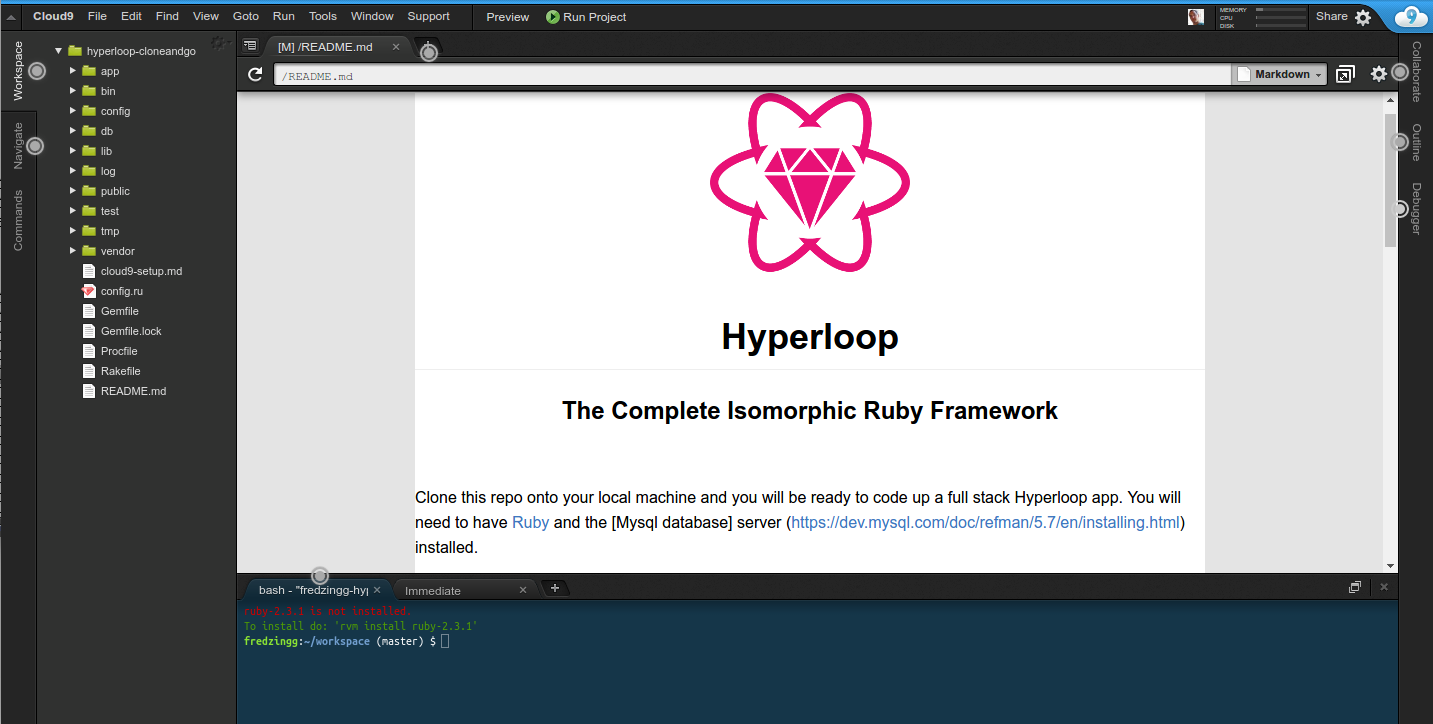 Cloud9 File Edit Find View Goto Run Tools Window Support Preview Run Project MEMORY CPU DISK Share 9
Workspace
Navigate
Commands
hyperloop-cloneandgo
app
bin
config
db
lib
log
public
test
tmp
vendor
cloud9-setup.md
config.ru
Gemfile
Gemfile.lock
Procfile
Rakefile
README.md
[M] /README.md × +
/README.md Markdown
Hyperloop
The Complete Isomorphic Ruby Framework
Clone this repo onto your local machine and you will be ready to code up a full stack Hyperloop app. You will
need to have Ruby and the [Mysql database] server (https://dev.mysql.com/doc/refman/5.7/en/installing.html)
installed.
bash - "fredzingg-hyp × Immediate × + ×
ruby-2.3.1 is not installed.
To install do: 'rvm install ruby-2.3.1'
fredzingg:~/workspace (master) $
Collaborate
Outline
Debugger